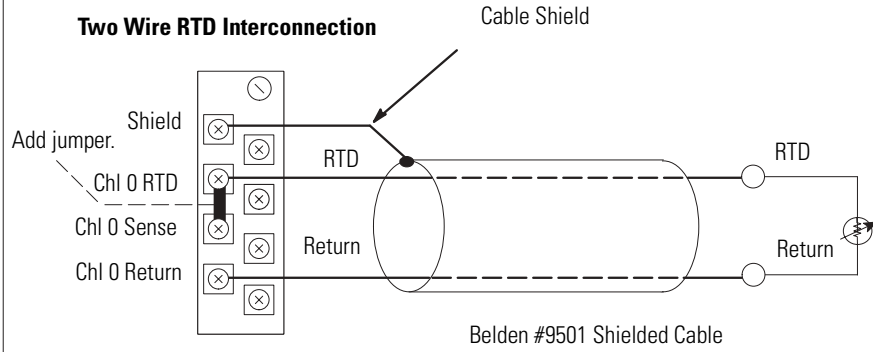 Two Wire RTD Interconnection
Cable Shield
Shield
Add jumper.
RTD
RTD
Chl 0 RTD
Chl 0 Sense
Return
Return
Chl 0 Return
Belden #9501 Shielded Cable